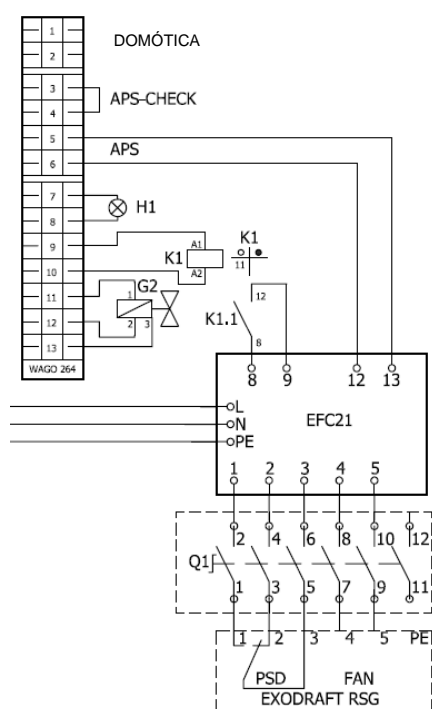 1
DOMÓTICA
2
3
APS-CHECK
4
5
APS
6
7
H1
8
9
A1
K1
K1
11
10
A2
G2
11
1
12
12
2 3
K1.1
13
8
WAGO 264
8 9 12 13
L
N
EFC21
PE
1 2 3 4 5
2 4 6 8 10 12
Q1
1 3 5 7 9 11
1 2 3 4 5 PE
PSD FAN
EXODRAFT RSG